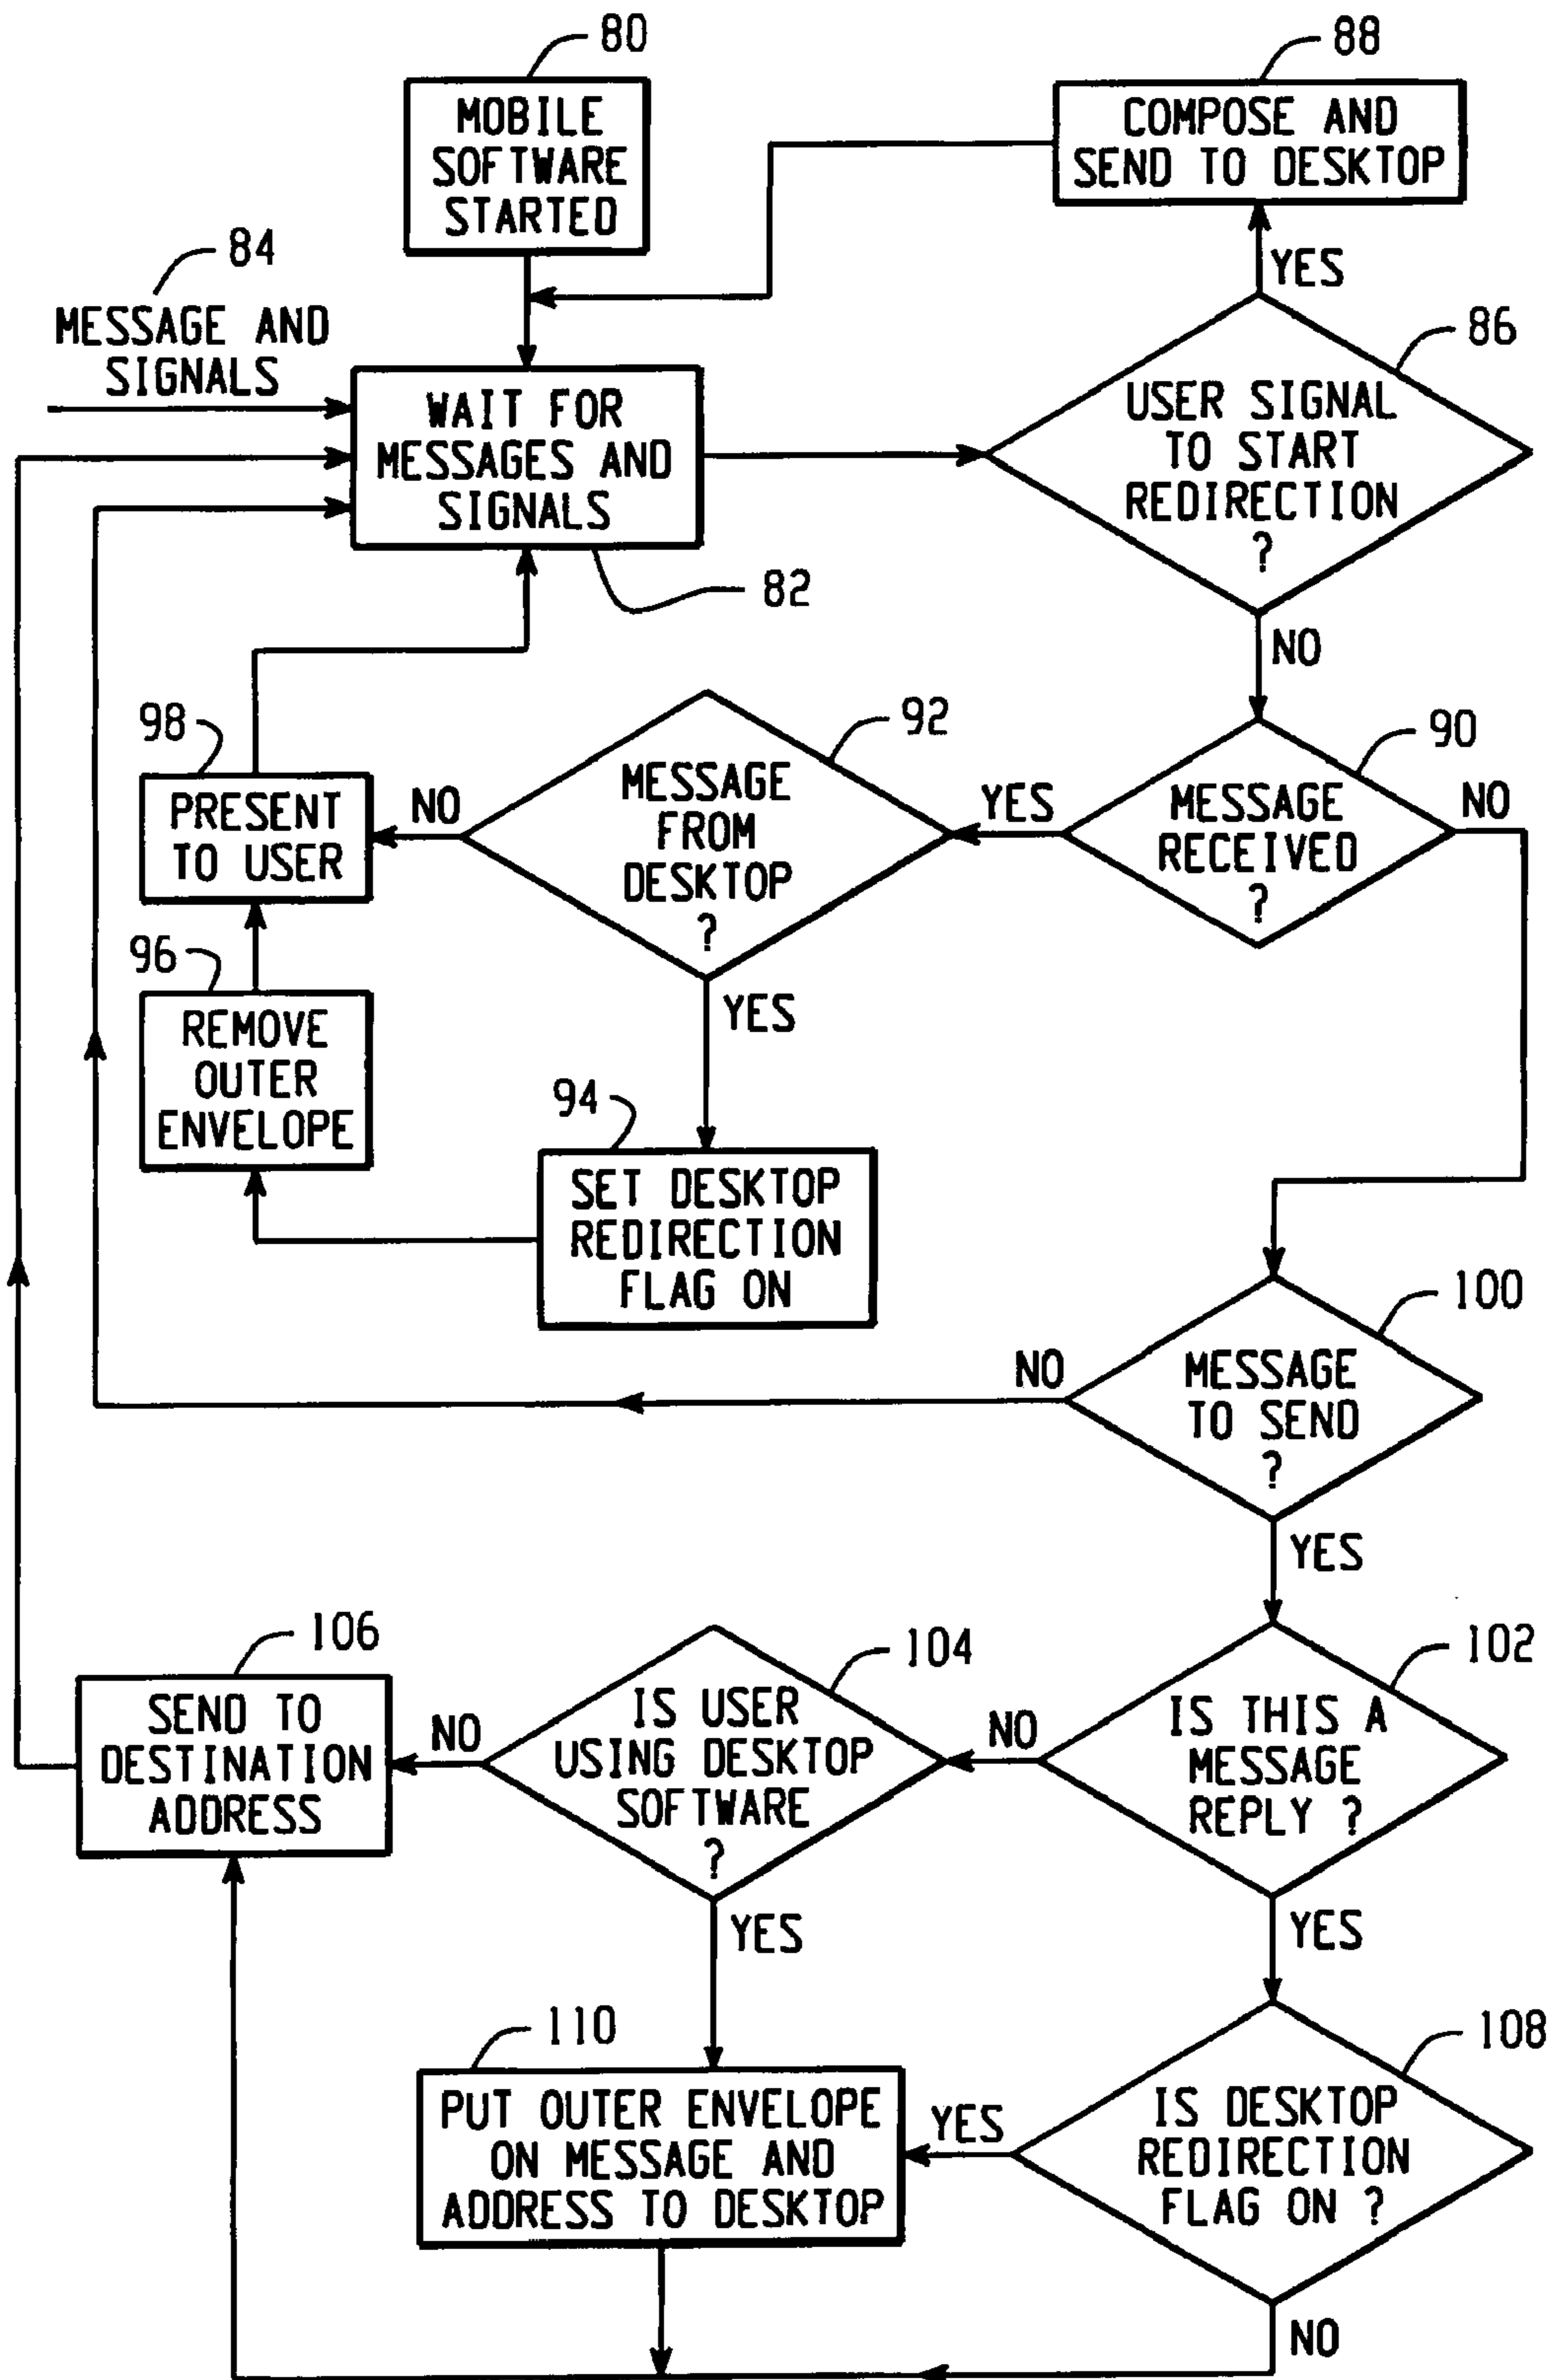 80
MOBILE
SOFTWARE
STARTED
88
COMPOSE AND
SEND TO DESKTOP
84
MESSAGE AND
SIGNALS
YES
86
USER SIGNAL
TO START
REDIRECTION
?
WAIT FOR
MESSAGES AND
SIGNALS
82
NO
98
PRESENT
TO USER
NO
92
MESSAGE
FROM
DESKTOP
?
YES
90
MESSAGE
RECEIVED
?
NO
96
REMOVE
OUTER
ENVELOPE
YES
94
SET DESKTOP
REDIRECTION
FLAG ON
100
NO
MESSAGE
TO SEND
?
YES
106
SEND TO
DESTINATION
ADDRESS
NO
104
IS USER
USING DESKTOP
SOFTWARE
?
NO
102
IS THIS A
MESSAGE
REPLY ?
YES
YES
110
PUT OUTER ENVELOPE
ON MESSAGE AND
ADDRESS TO DESKTOP
YES
108
IS DESKTOP
REDIRECTION
FLAG ON ?
NO